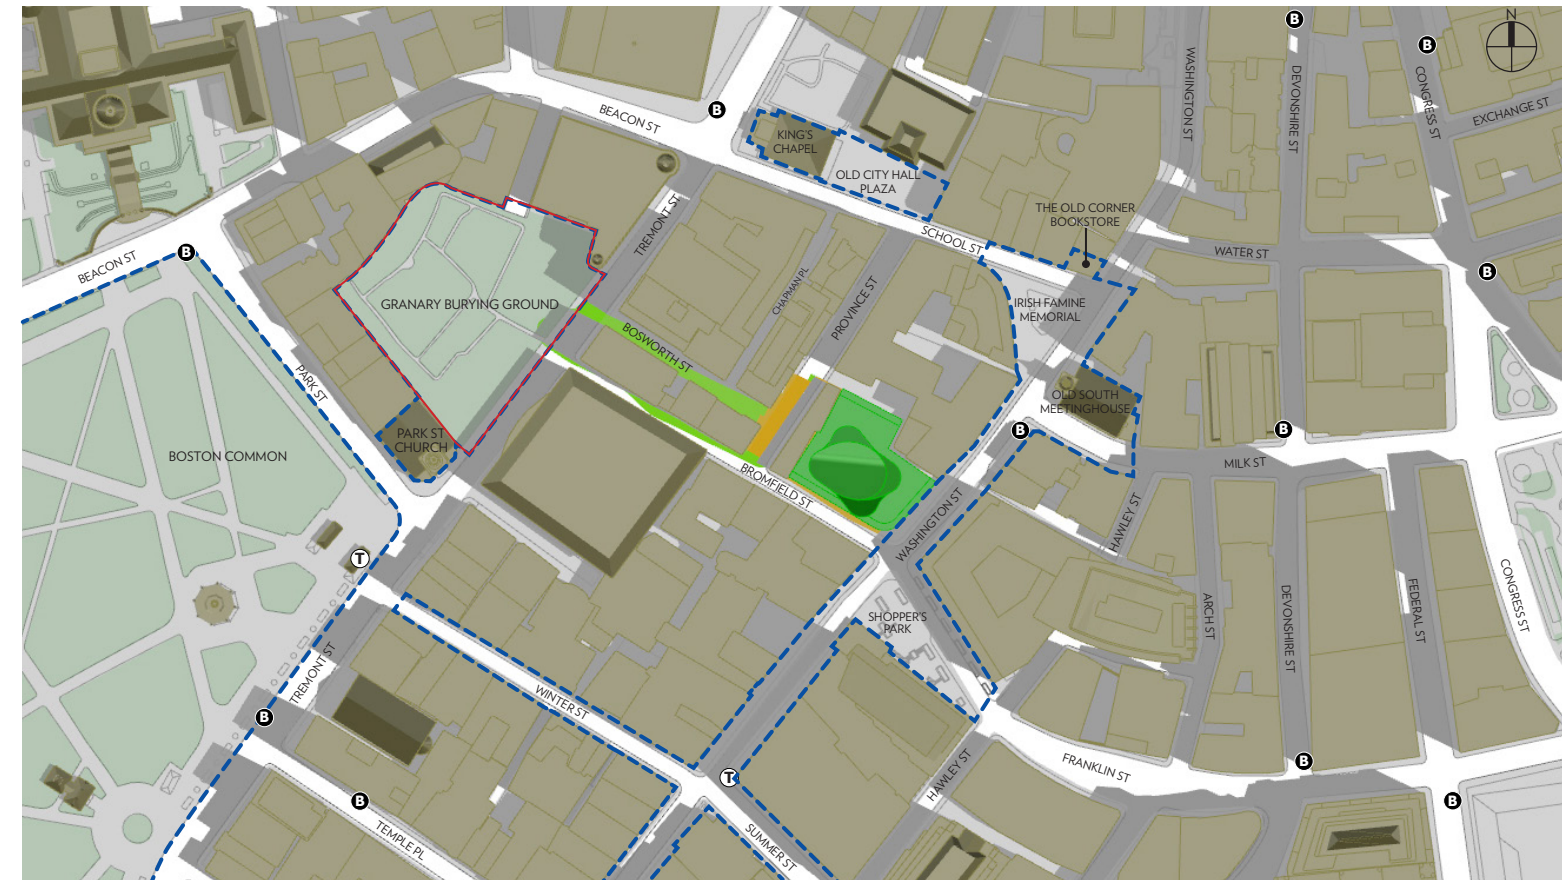 N
B
B
B
BEACON ST
WASHINGTON ST
DEVONSHIRE ST
CONGRESS ST
EXCHANGE ST
KING'S
CHAPEL
OLD CITY HALL
PLAZA
THE OLD CORNER
BOOKSTORE
TREMONT ST
SCHOOL ST
WATER ST
B
BEACON ST
B
CHAPMAN PL
PROVINCE ST
IRISH FAMINE
MEMORIAL
GRANARY BURYING GROUND
BOSWORTH ST
PARK ST
OLD SOUTH
MEETINGHOUSE
PARK ST
CHURCH
B
B
BOSTON COMMON
MILK ST
BROMFIELD ST
WASHINGTON ST
HAWLEY ST
T
SHOPPER'S
PARK
ARCH ST
DEVONSHIRE ST
FEDERAL ST
CONGRESS ST
TREMONT ST
WINTER ST
B
T
HAWLEY ST
FRANKLIN ST
B
B
B
TEMPLE PL
SUMMER ST